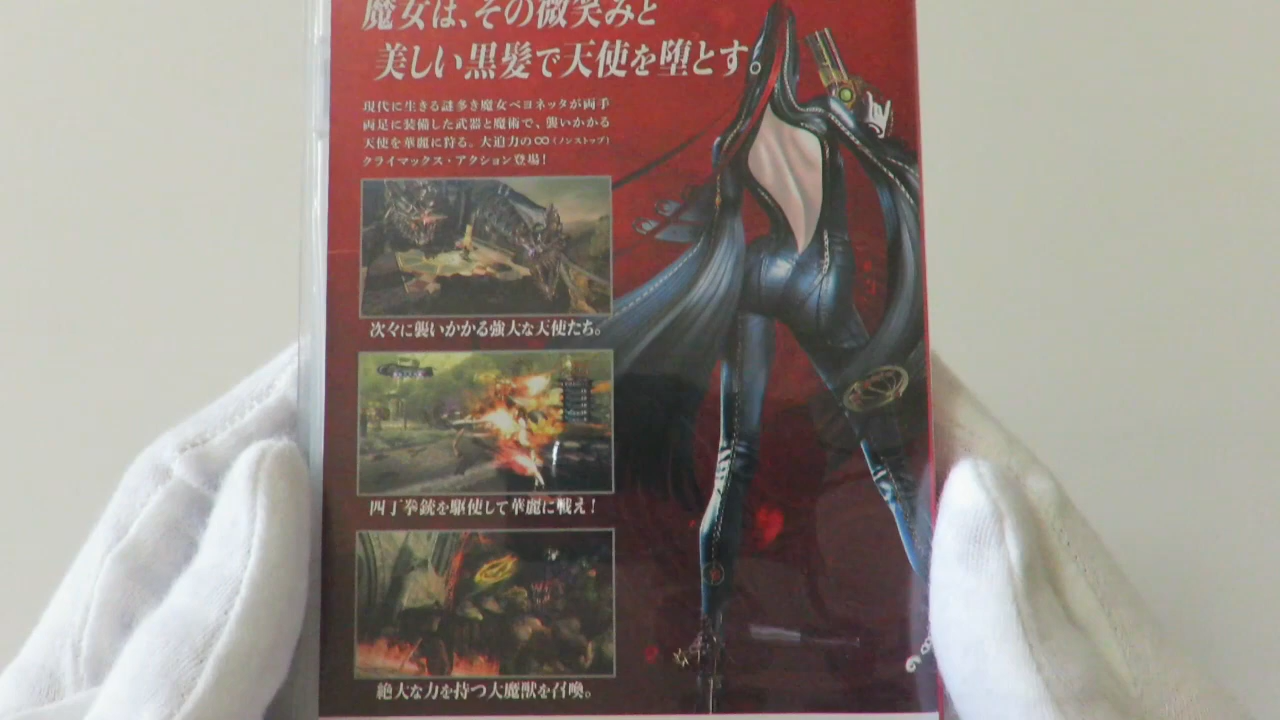 魔女は、その微笑みと
美しい黒髪で天使を堕とす。
現代に生きる謎多き魔女ベヨネッタが両手
両足に装備した武器と魔術で、襲いかかる
天使を華麗に狩る。大迫力の∞(ノンストップ)
クライマックス・アクション登場!
次々に襲いかかる強大な天使たち。
四丁拳銃を駆使して華麗に戦え!
絶大な力を持つ大魔獣を召喚。